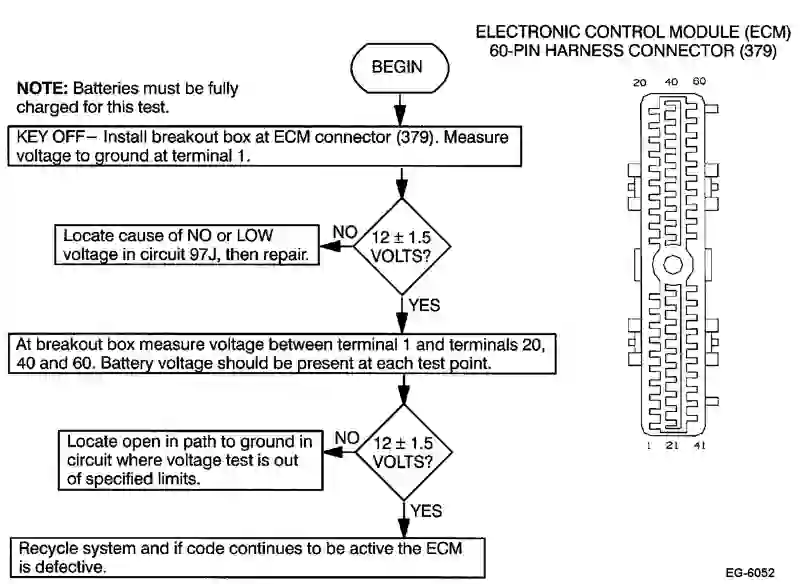 ELECTRONIC CONTROL MODULE (ECM)
60-PIN HARNESS CONNECTOR (379)
BEGIN
NOTE: Batteries must be fully
charged for this test.
20 40 60
KEY OFF– Install breakout box at ECM connector (379). Measure
voltage to ground at terminal 1.
NO
12 ± 1.5
VOLTS?
Locate cause of NO or LOW
voltage in circuit 97J, then repair.
YES
At breakout box measure voltage between terminal 1 and terminals 20,
40 and 60. Battery voltage should be present at each test point.
NO
12 ± 1.5
VOLTS?
Locate open in path to ground in
circuit where voltage test is out
of specified limits.
1 21 41
YES
Recycle system and if code continues to be active the ECM
is defective.
EG-6052